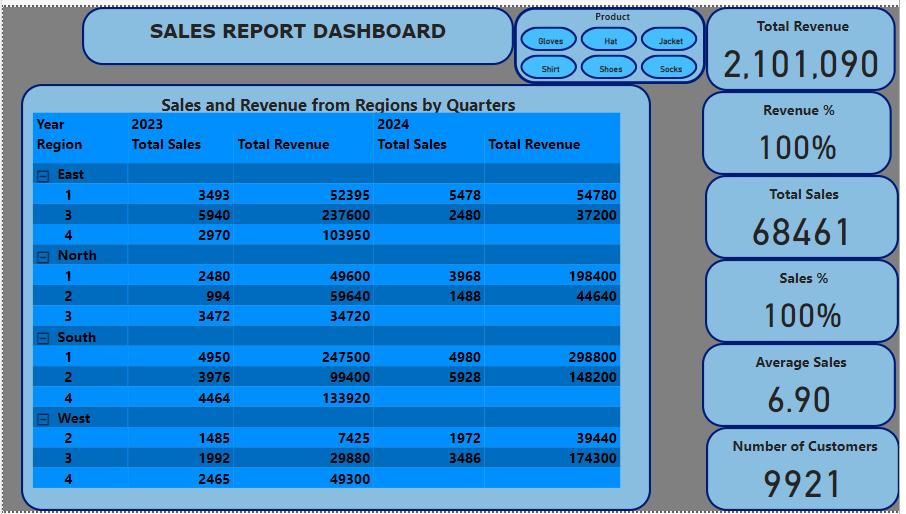 SALES REPORT DASHBOARD
Product
Gloves Hat Jacket
Shirt Shoes Socks
Total Revenue
2,101,090
Revenue %
100%
Total Sales
68461
Sales %
100%
Average Sales
6.90
Number of Customers
9921
Sales and Revenue from Regions by Quarters
Year 2023 2024
Region Total Sales Total Revenue Total Sales Total Revenue
East
1 3493 52395 5478 54780
3 5940 237600 2480 37200
4 2970 103950
North
1 2480 49600 3968 198400
2 994 59640 1488 44640
3 3472 34720
South
1 4950 247500 4980 298800
2 3976 99400 5928 148200
4 4464 133920
West
2 1485 7425 1972 39440
3 1992 29880 3486 174300
4 2465 49300